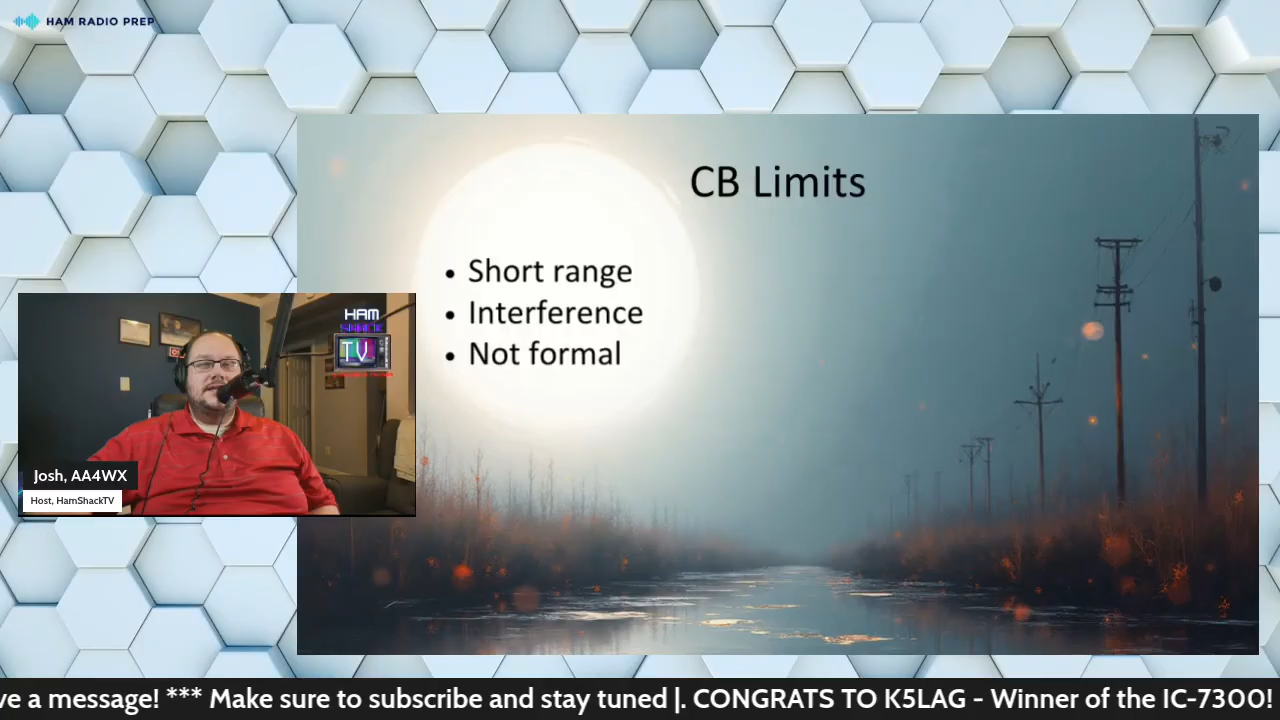 HAM RADIO PREP
CB Limits
• Short range
• Interference
• Not formal
HAM
SHACK
TV
Josh, AA4WX
Host, HamShackTV
ve a message! *** Make sure to subscribe and stay tuned |. CONGRATS TO K5LAG - Winner of the IC-7300!